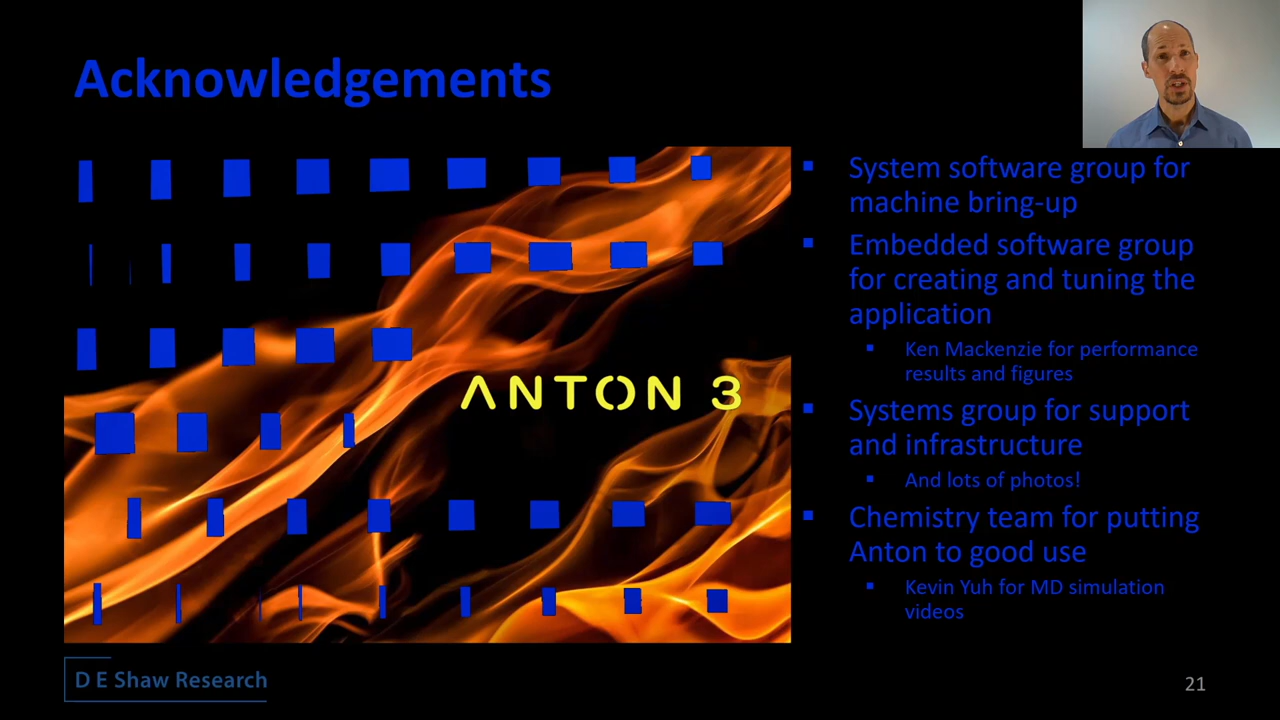 Acknowledgements
▪ System software group for
machine bring-up
▪ Embedded software group
for creating and tuning the
application
▪ Ken Mackenzie for performance
results and figures
ANTON 3
▪ Systems group for support
and infrastructure
▪ And lots of photos!
▪ Chemistry team for putting
Anton to good use
▪ Kevin Yuh for MD simulation
videos
D E Shaw Research
21